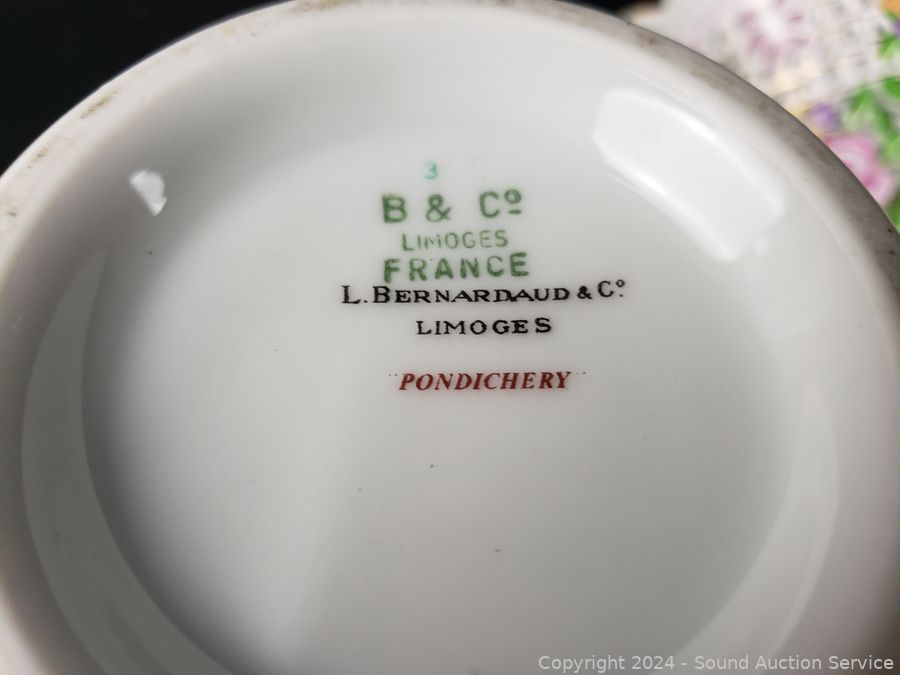 3
B & Cº
LIMOGES
FRANCE
L. BERNARDAUD & Cº
LIMOGES
"PONDICHERY"
Copyright 2024 - Sound Auction Service